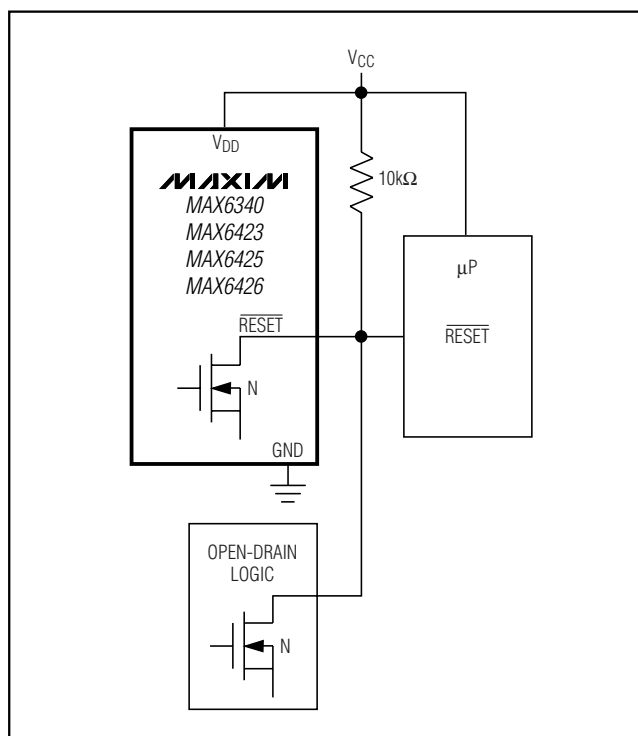 VCC
VDD
MAXIM
MAX6340
MAX6423
MAX6425
MAX6426
10kΩ
μP
RESET
RESET
N
GND
OPEN-DRAIN
LOGIC
N